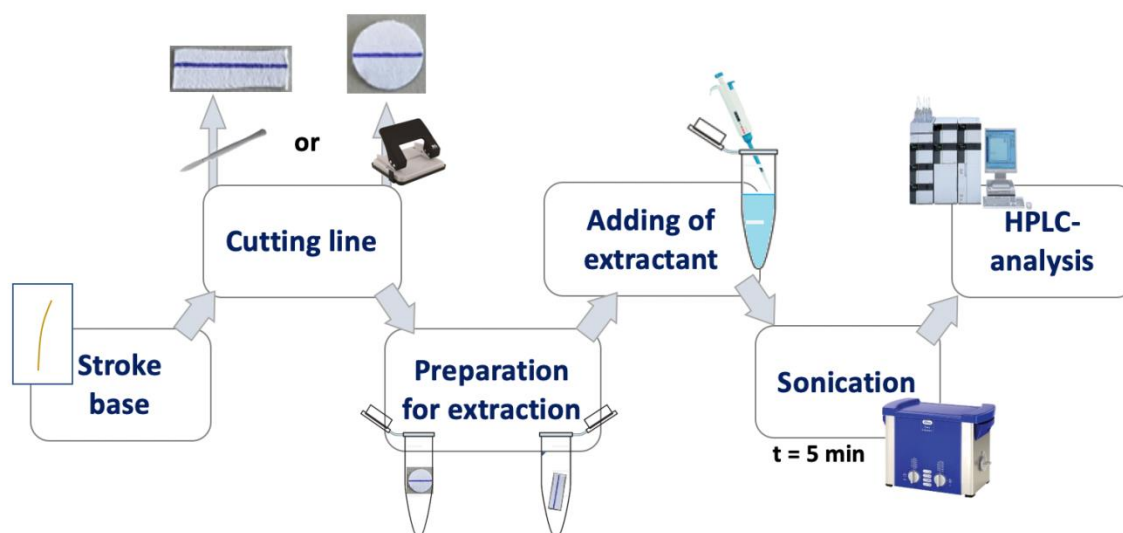 or
Cutting line
Adding of
extractant
HPLC-
analysis
Stroke
base
Preparation
for extraction
Sonication
t = 5 min